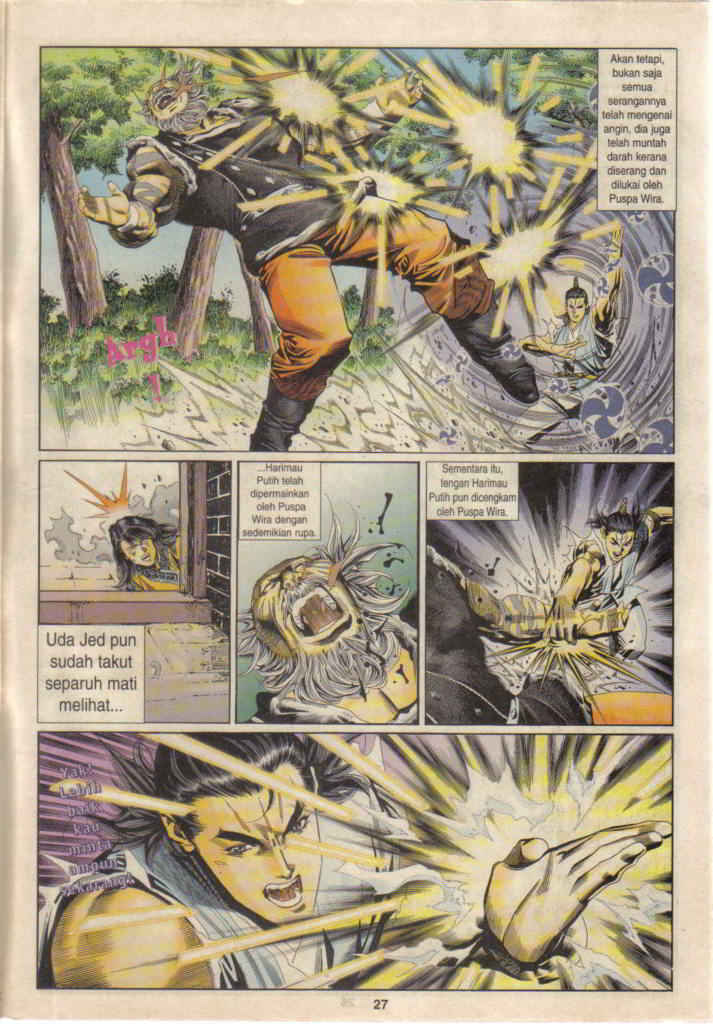 Akan tetapi,
bukan saja
semua
serangannya
telah mengenai
angin, dia juga
telah muntah
darah kerana
diserang dan
dilukai oleh
Puspa Wira.
Argh
!
Uda Jed pun
sudah takut
separuh mati
melihat...
...Harimau
Putih telah
dipermainkan
oleh Puspa
Wira dengan
sedemikian rupa.
Sementara itu,
tengan Harimau
Putih pun dicengkam
oleh Puspa Wira.
Yak!
Lebih
baik
kau
minta
ampun
sekarang!
27